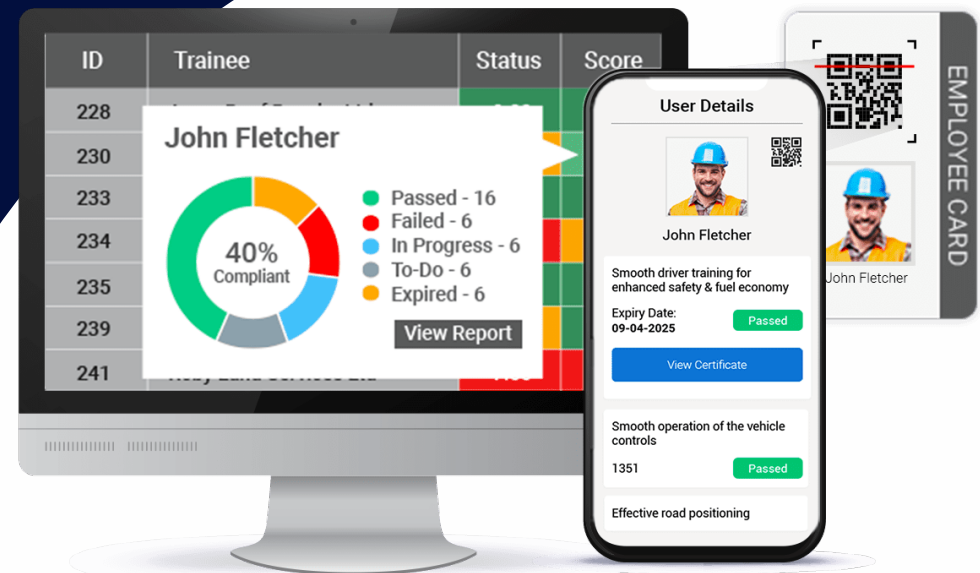 ID Trainee Status Score
228
230
233
234
235
239
241
John Fletcher
40%
Compliant
Passed - 16
Failed - 6
In Progress - 6
To-Do - 6
Expired - 6
View Report
User Details
John Fletcher
Smooth driver training for
enhanced safety & fuel economy
Expiry Date:
09-04-2025
Passed
View Certificate
Smooth operation of the vehicle
controls
1351
Passed
Effective road positioning
EMPLOYEE CARD
John Fletcher